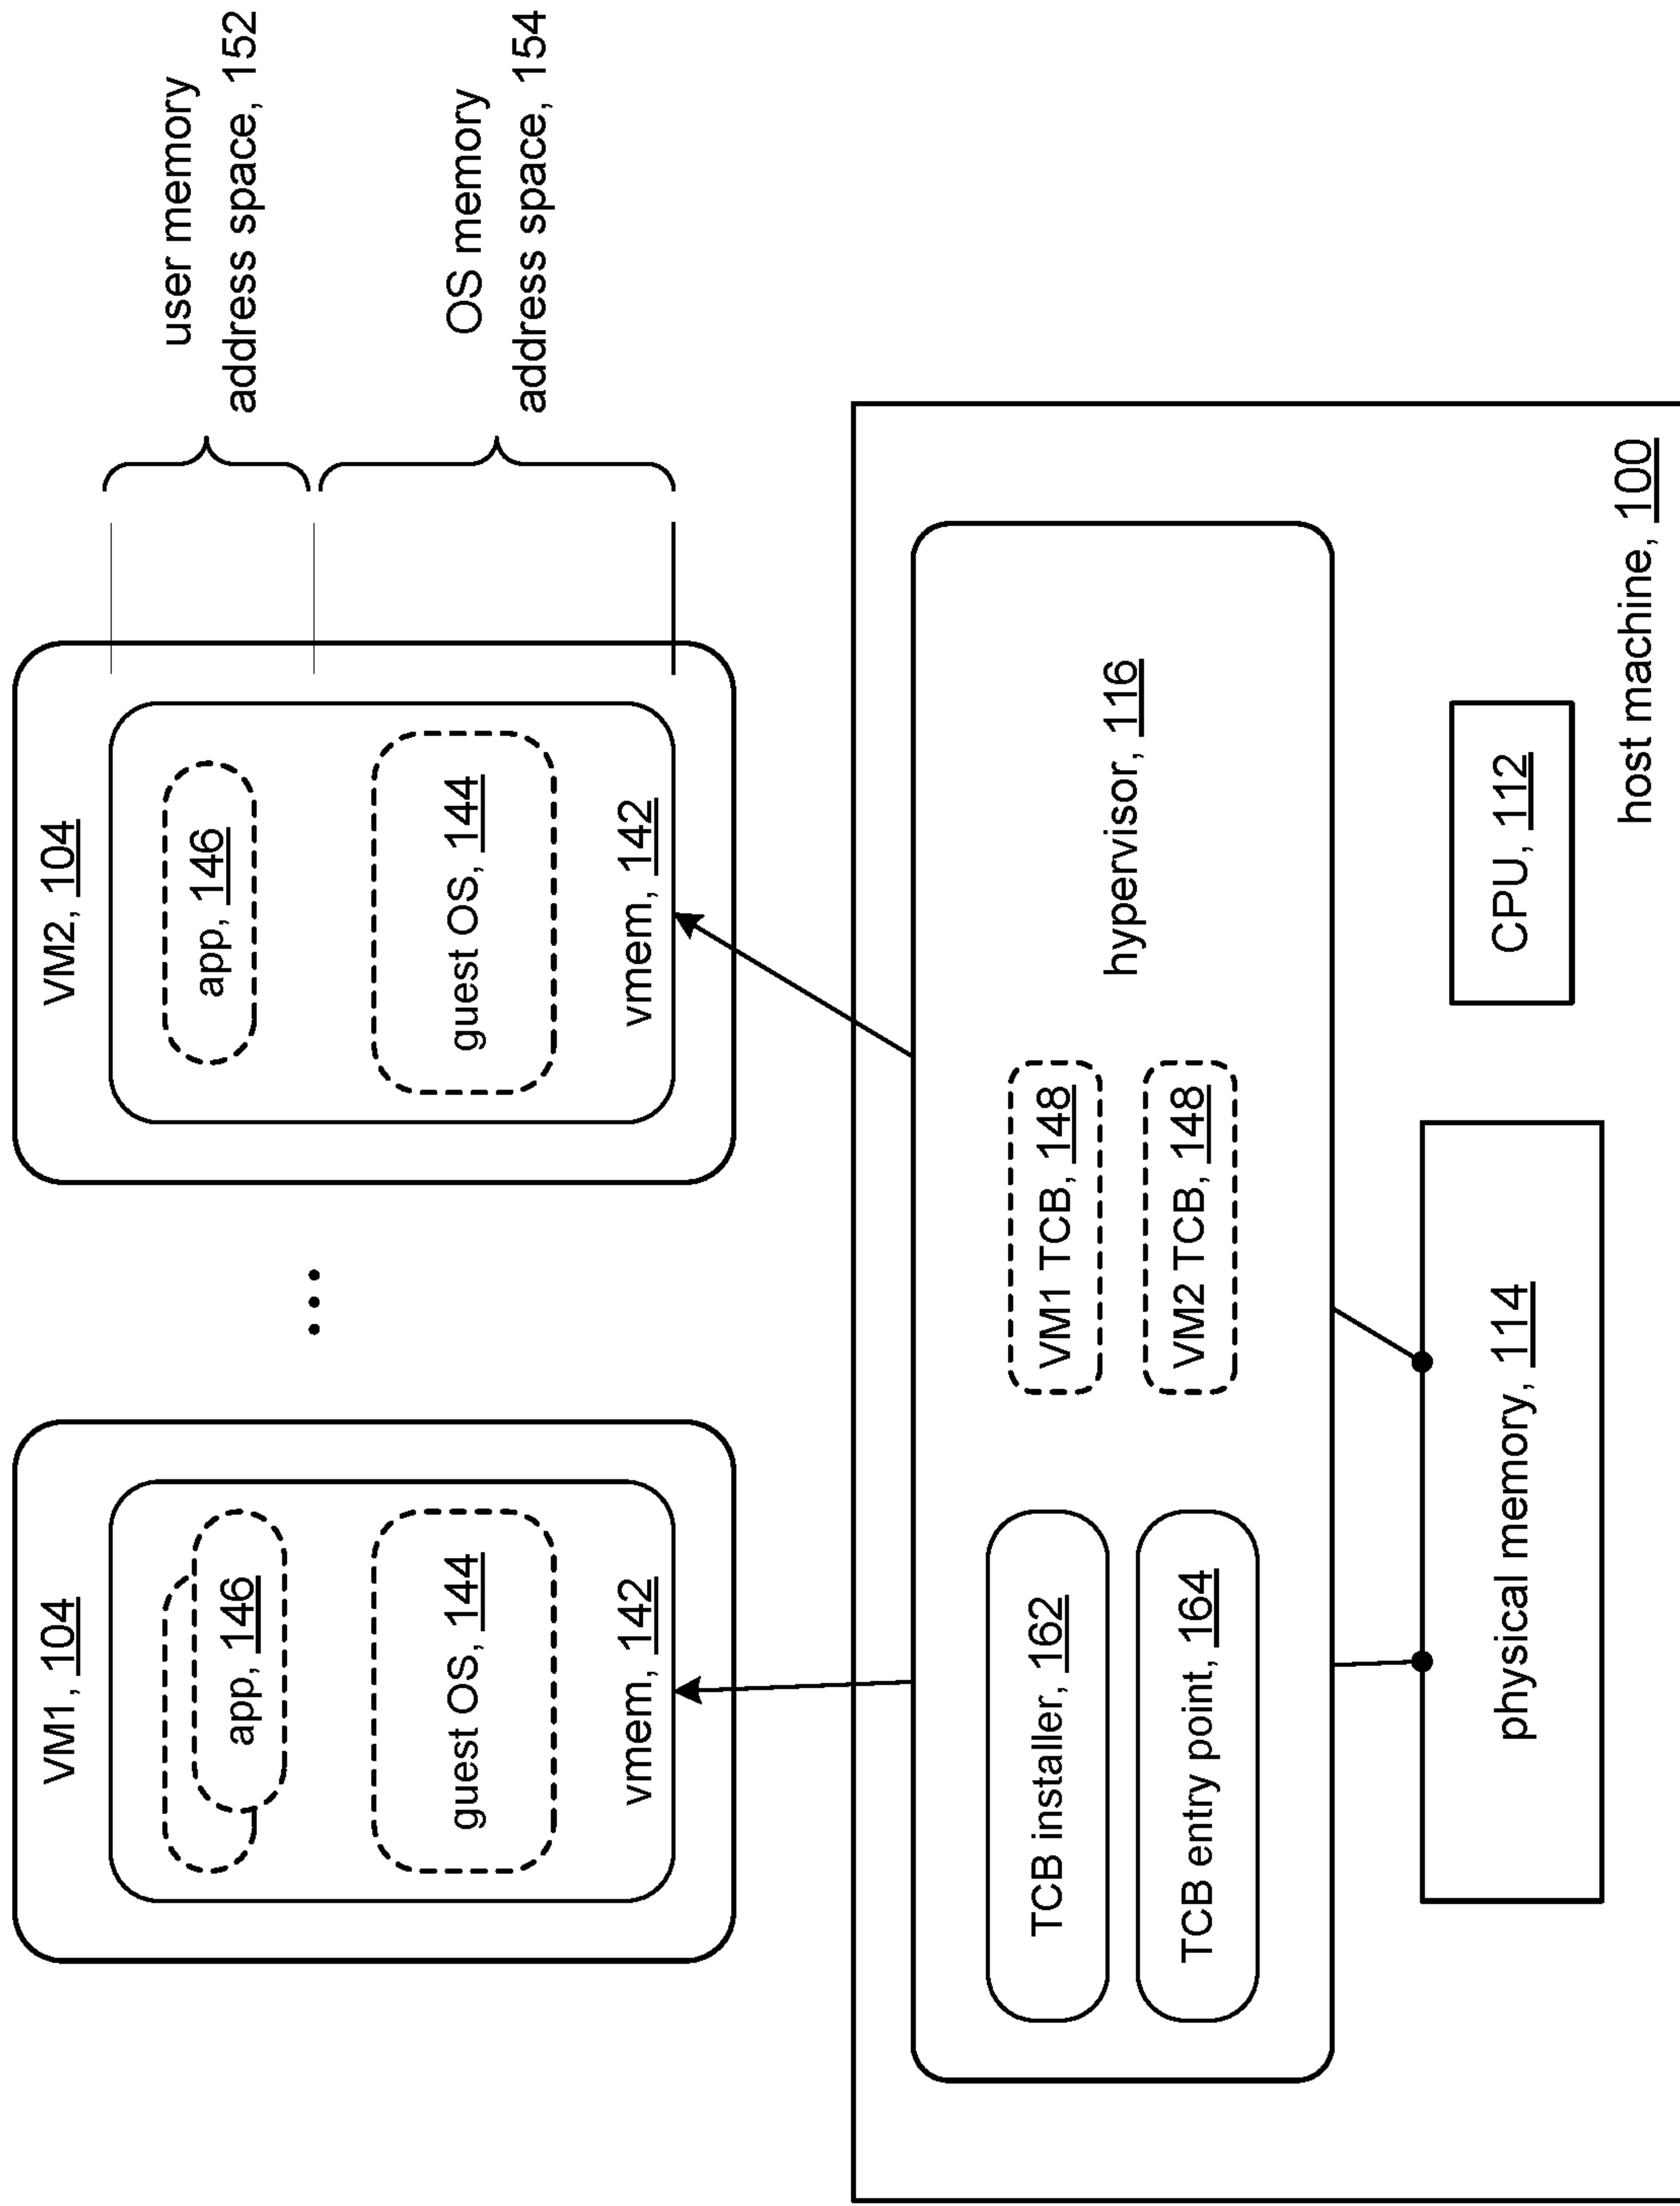 VM1, 104
app, 146
guest OS, 144
vmem, 142
...
VM2, 104
app, 146
guest OS, 144
vmem, 142
user memory
address space, 152
OS memory
address space, 154
TCB installer, 162
TCB entry point, 164
VM1 TCB, 148
VM2 TCB, 148
hypervisor, 116
physical memory, 114
CPU, 112
host machine, 100